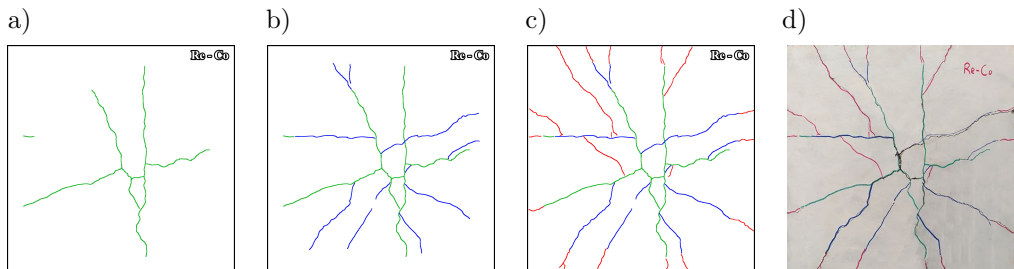 a)
b)
c)
d)
Re - Co
Re - Co
Re - Co
Re-Co